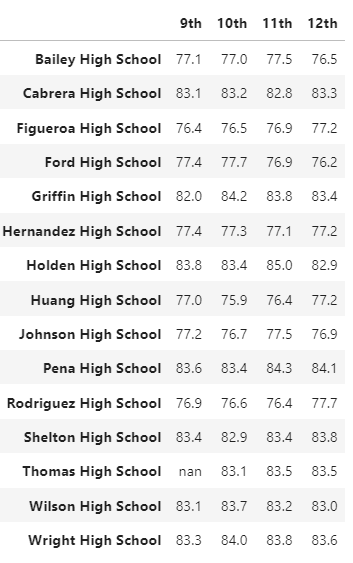 9th 10th 11th 12th
Bailey High School 77.1 77.0 77.5 76.5
Cabrera High School 83.1 83.2 82.8 83.3
Figueroa High School 76.4 76.5 76.9 77.2
Ford High School 77.4 77.7 76.9 76.2
Griffin High School 82.0 84.2 83.8 83.4
Hernandez High School 77.4 77.3 77.1 77.2
Holden High School 83.8 83.4 85.0 82.9
Huang High School 77.0 75.9 76.4 77.2
Johnson High School 77.2 76.7 77.5 76.9
Pena High School 83.6 83.4 84.3 84.1
Rodriguez High School 76.9 76.6 76.4 77.7
Shelton High School 83.4 82.9 83.4 83.8
Thomas High School nan 83.1 83.5 83.5
Wilson High School 83.1 83.7 83.2 83.0
Wright High School 83.3 84.0 83.8 83.6